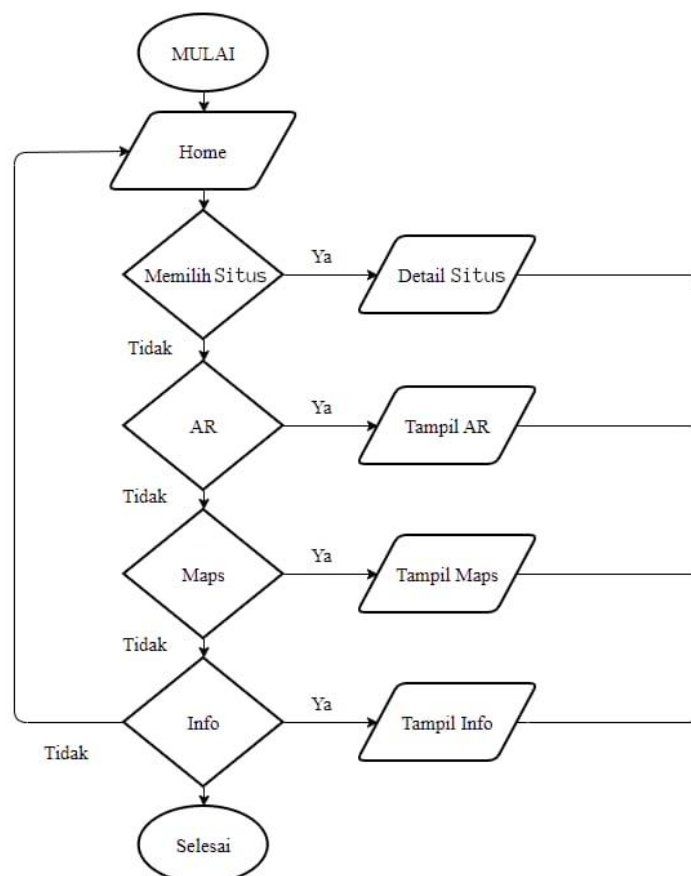 MULAI
Home
Memilih Situs
Ya
Detail Situs
Tidak
AR
Ya
Tampil AR
Tidak
Maps
Ya
Tampil Maps
Tidak
Info
Ya
Tampil Info
Tidak
Selesai